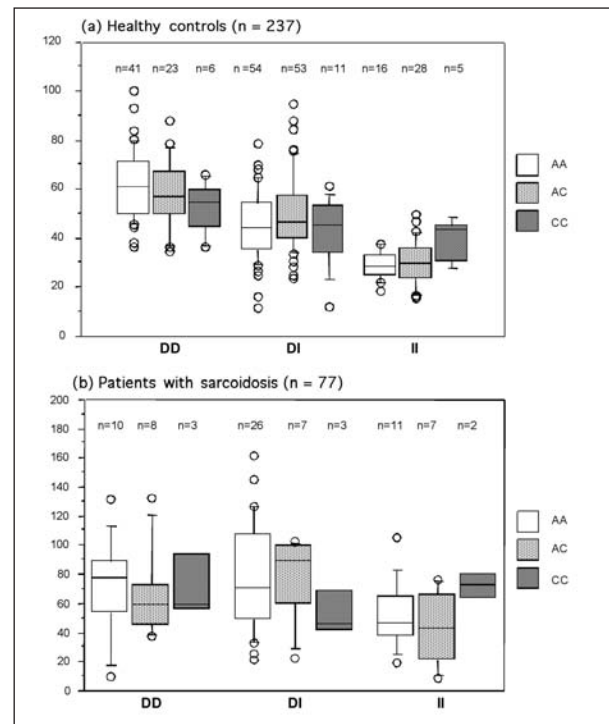 (a) Healthy controls (n = 237)
120
100
80
60
40
20
0
n=41 n=23 n=6 n=54 n=53 n=11 n=16 n=28 n=5
AA
AC
CC
DD DI II
(b) Patients with sarcoidosis (n = 77)
200
180
160
140
120
100
80
60
40
20
0
n=10 n=8 n=3 n=26 n=7 n=3 n=11 n=7 n=2
AA
AC
CC
DD DI II